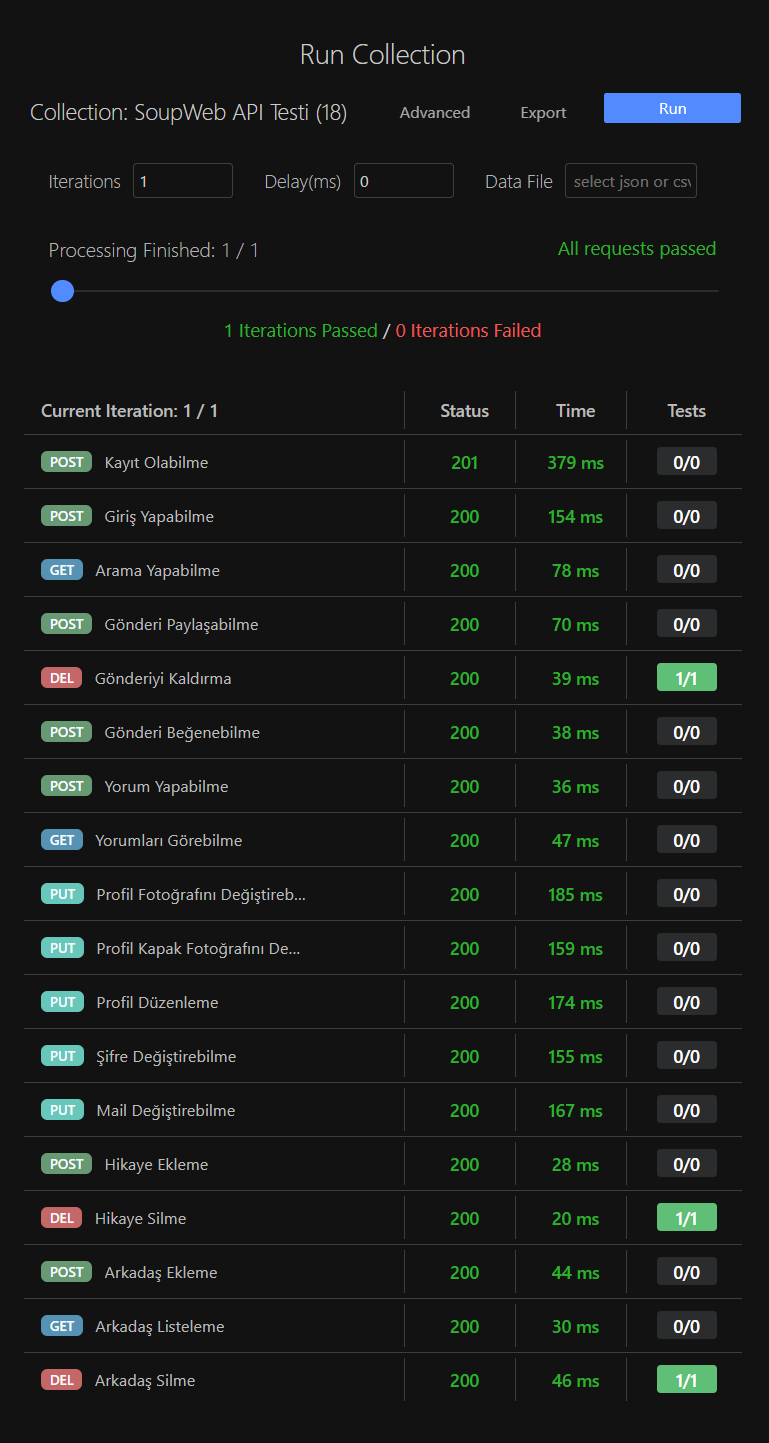 Run Collection
Collection: SoupWeb API Testi (18) Advanced Export Run
Iterations 1 Delay(ms) 0 Data File select json or csv
Processing Finished: 1 / 1 All requests passed
1 Iterations Passed / 0 Iterations Failed
Current Iteration: 1 / 1 Status Time Tests
POST Kayıt Olabilme 201 379 ms 0/0
POST Giriş Yapabilme 200 154 ms 0/0
GET Arama Yapabilme 200 78 ms 0/0
POST Gönderi Paylaşabilme 200 70 ms 0/0
DEL Gönderiyi Kaldırma 200 39 ms 1/1
POST Gönderi Beğenebilme 200 38 ms 0/0
POST Yorum Yapabilme 200 36 ms 0/0
GET Yorumları Görebilme 200 47 ms 0/0
PUT Profil Fotoğrafını Değiştireb... 200 185 ms 0/0
PUT Profil Kapak Fotoğrafını De... 200 159 ms 0/0
PUT Profil Düzenleme 200 174 ms 0/0
PUT Şifre Değiştirebilme 200 155 ms 0/0
PUT Mail Değiştirebilme 200 167 ms 0/0
POST Hikaye Ekleme 200 28 ms 0/0
DEL Hikaye Silme 200 20 ms 1/1
POST Arkadaş Ekleme 200 44 ms 0/0
GET Arkadaş Listeleme 200 30 ms 0/0
DEL Arkadaş Silme 200 46 ms 1/1